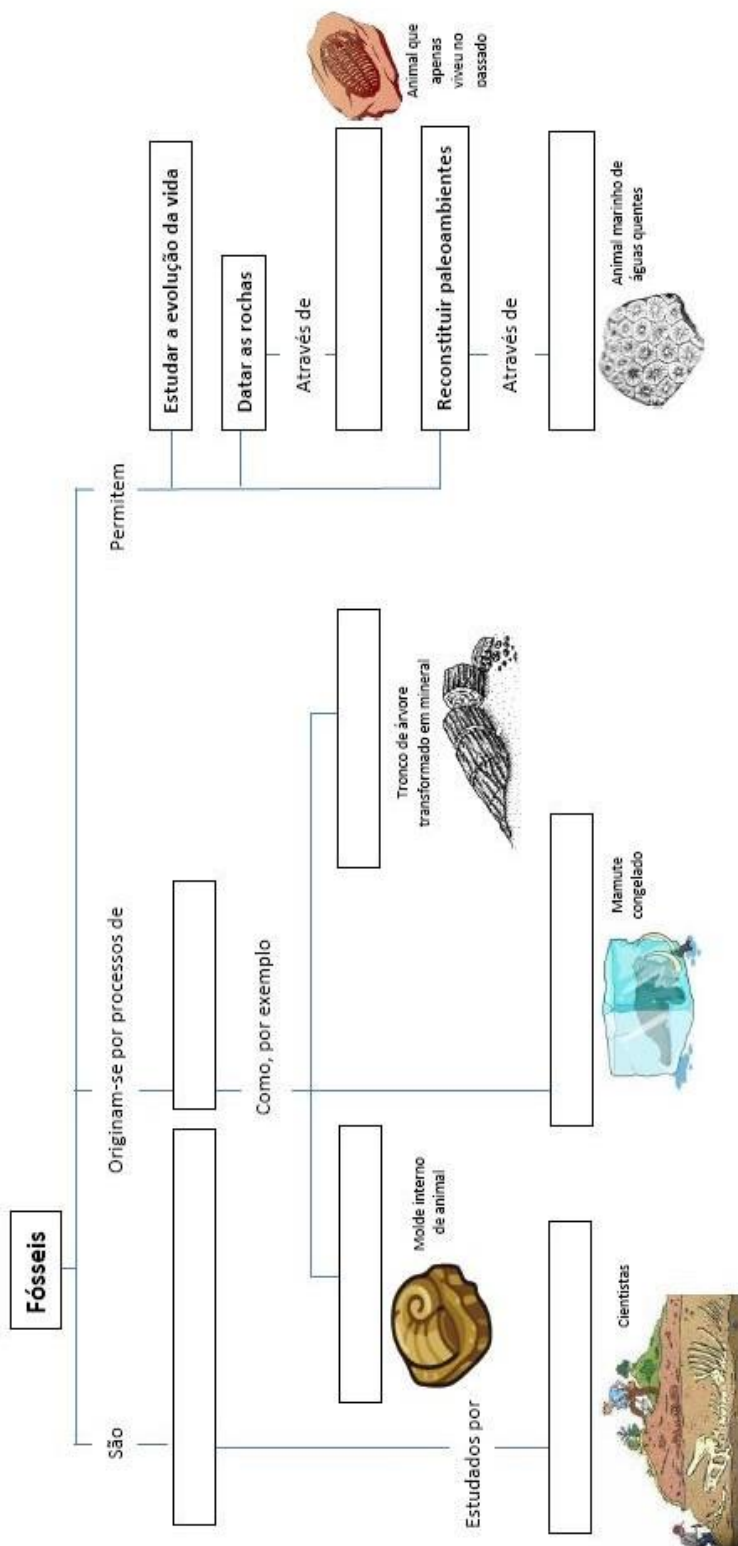 Fósseis
São
Originam-se por processos de
Permitem
Estudados por
Cientistas
Como, por exemplo
Molde interno
de animal
Mamute
congelado
Tronco de árvore
transformado em mineral
Estudar a evolução da vida
Datar as rochas
Através de
Animal que
apenas
viveu no
passado
Reconstituir paleoambientes
Através de
Animal marinho de
águas quentes